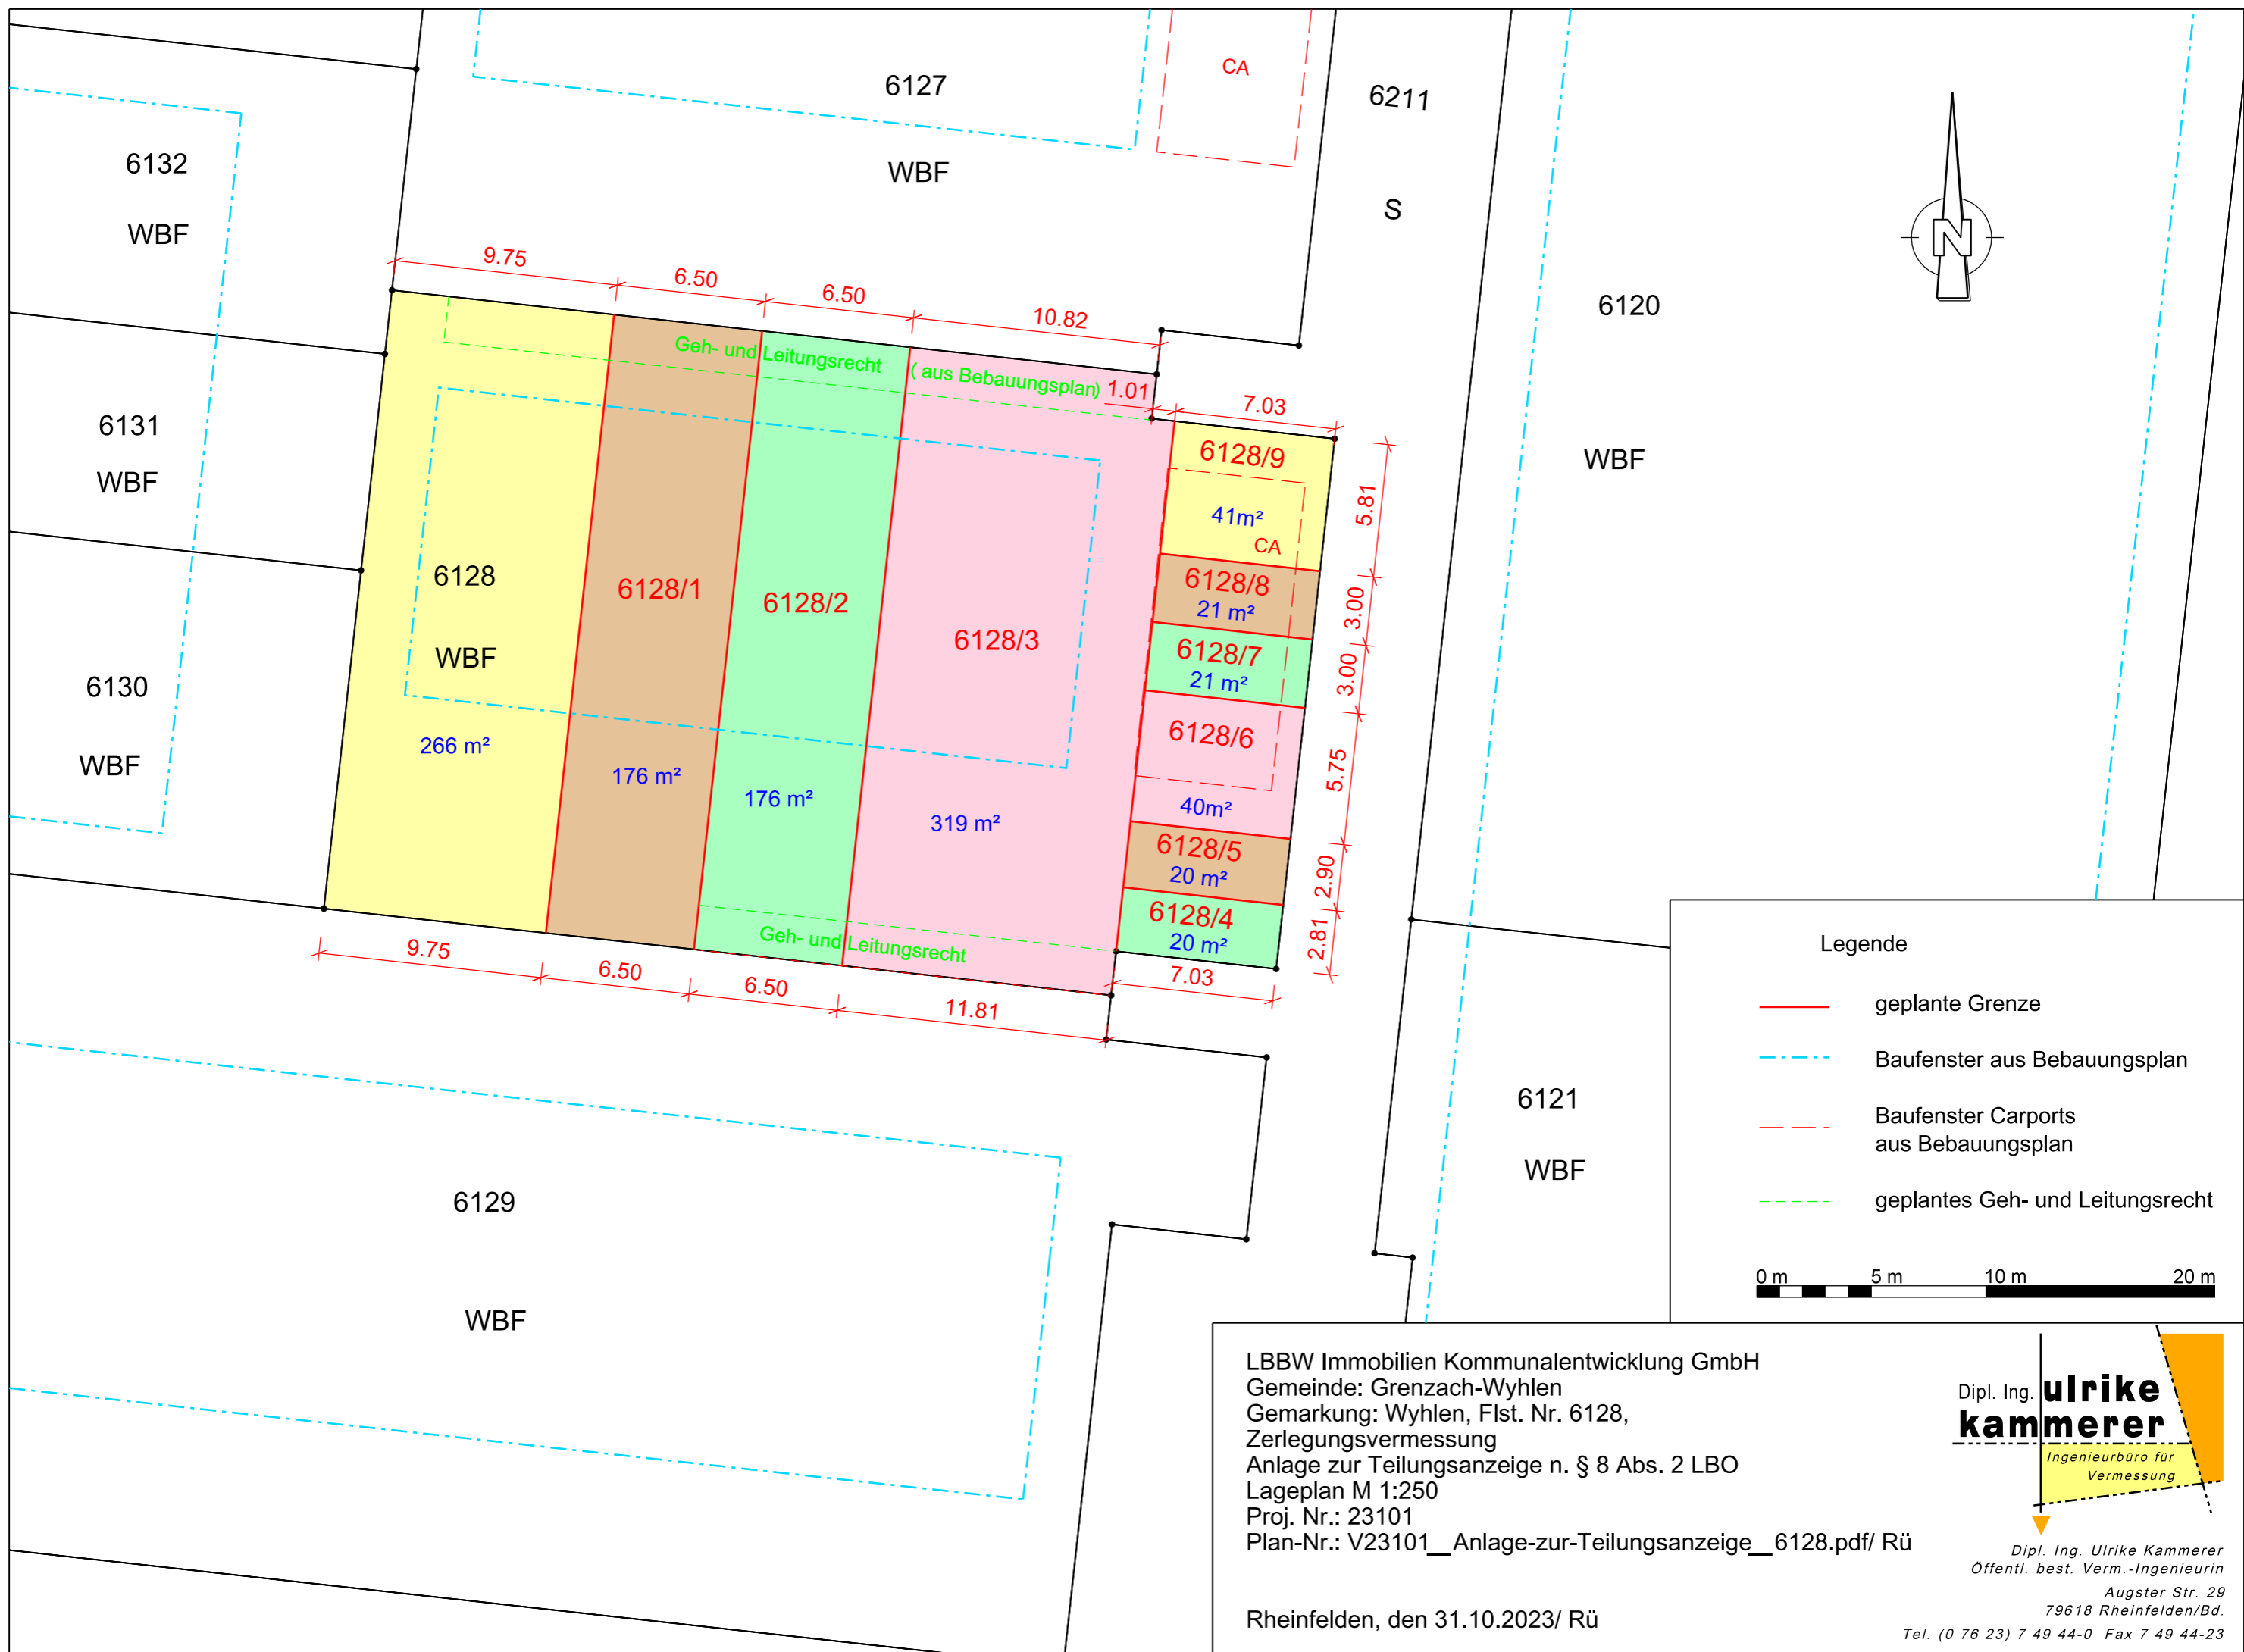 CA
6127
6211
6132
WBF
S
WBF
9.75
6.50
6.50
10.82
6120
N
Geh- und Leitungsrecht
( aus Bebauungsplan)
1.01
7.03
6131
6128/9
WBF
WBF
5.81
41m²
CA
6128
6128/1
6128/2
6128/8
21 m²
3.00
6128/3
WBF
6128/7
21 m²
3.00
6130
6128/6
266 m²
WBF
176 m²
176 m²
5.75
40m²
319 m²
6128/5
20 m²
2.90
6128/4
20 m²
2.81
Geh- und Leitungsrecht
9.75
6.50
6.50
11.81
7.03
6121
WBF
6129
WBF
Legende
geplante Grenze
Baufenster aus Bebauungsplan
Baufenster Carports
aus Bebauungsplan
geplantes Geh- und Leitungsrecht
0 m 5 m 10 m 20 m
LBBW Immobilien Kommunalentwicklung GmbH
Gemeinde: Grenzach-Wyhlen
Gemarkung: Wyhlen, Flst. Nr. 6128,
Zerlegungsvermessung
Anlage zur Teilungsanzeige n. § 8 Abs. 2 LBO
Lageplan M 1:250
Proj. Nr.: 23101
Plan-Nr.: V23101__Anlage-zur-Teilungsanzeige__6128.pdf/ Rü
Rheinfelden, den 31.10.2023/ Rü
Dipl. Ing. ulrike
kammerer
Ingenieurbüro für
Vermessung
Dipl. Ing. Ulrike Kammerer
Öffentl. best. Verm.-Ingenieurin
Augster Str. 29
79618 Rheinfelden/Bd.
Tel. (0 76 23) 7 49 44-0 Fax 7 49 44-23